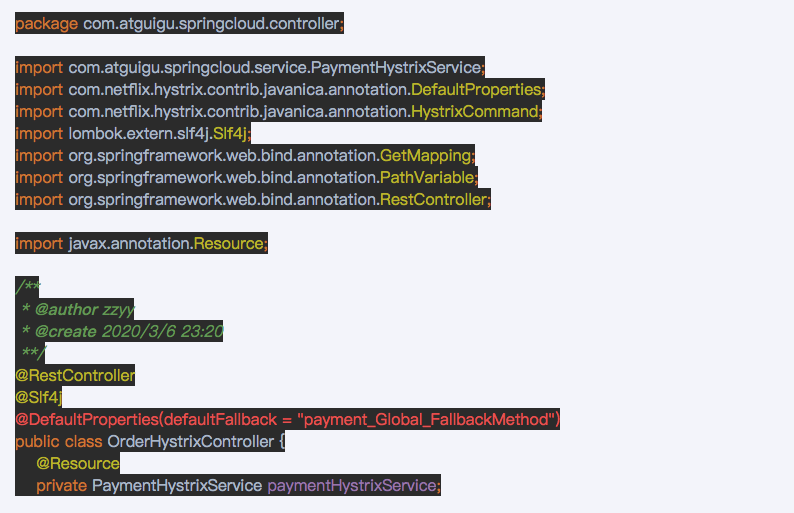 package com.atguigu.springcloud.controller;
import com.atguigu.springcloud.service.PaymentHystrixService;
import com.netflix.hystrix.contrib.javanica.annotation.DefaultProperties;
import com.netflix.hystrix.contrib.javanica.annotation.HystrixCommand;
import lombok.extern.slf4j.Slf4j;
import org.springframework.web.bind.annotation.GetMapping;
import org.springframework.web.bind.annotation.PathVariable;
import org.springframework.web.bind.annotation.RestController;
import javax.annotation.Resource;
/**
 * @author zzyy
 * @create 2020/3/6 23:20
 **/
@RestController
@Slf4j
@DefaultProperties(defaultFallback = "payment_Global_FallbackMethod")
public class OrderHystrixController {
    @Resource
    private PaymentHystrixService paymentHystrixService;